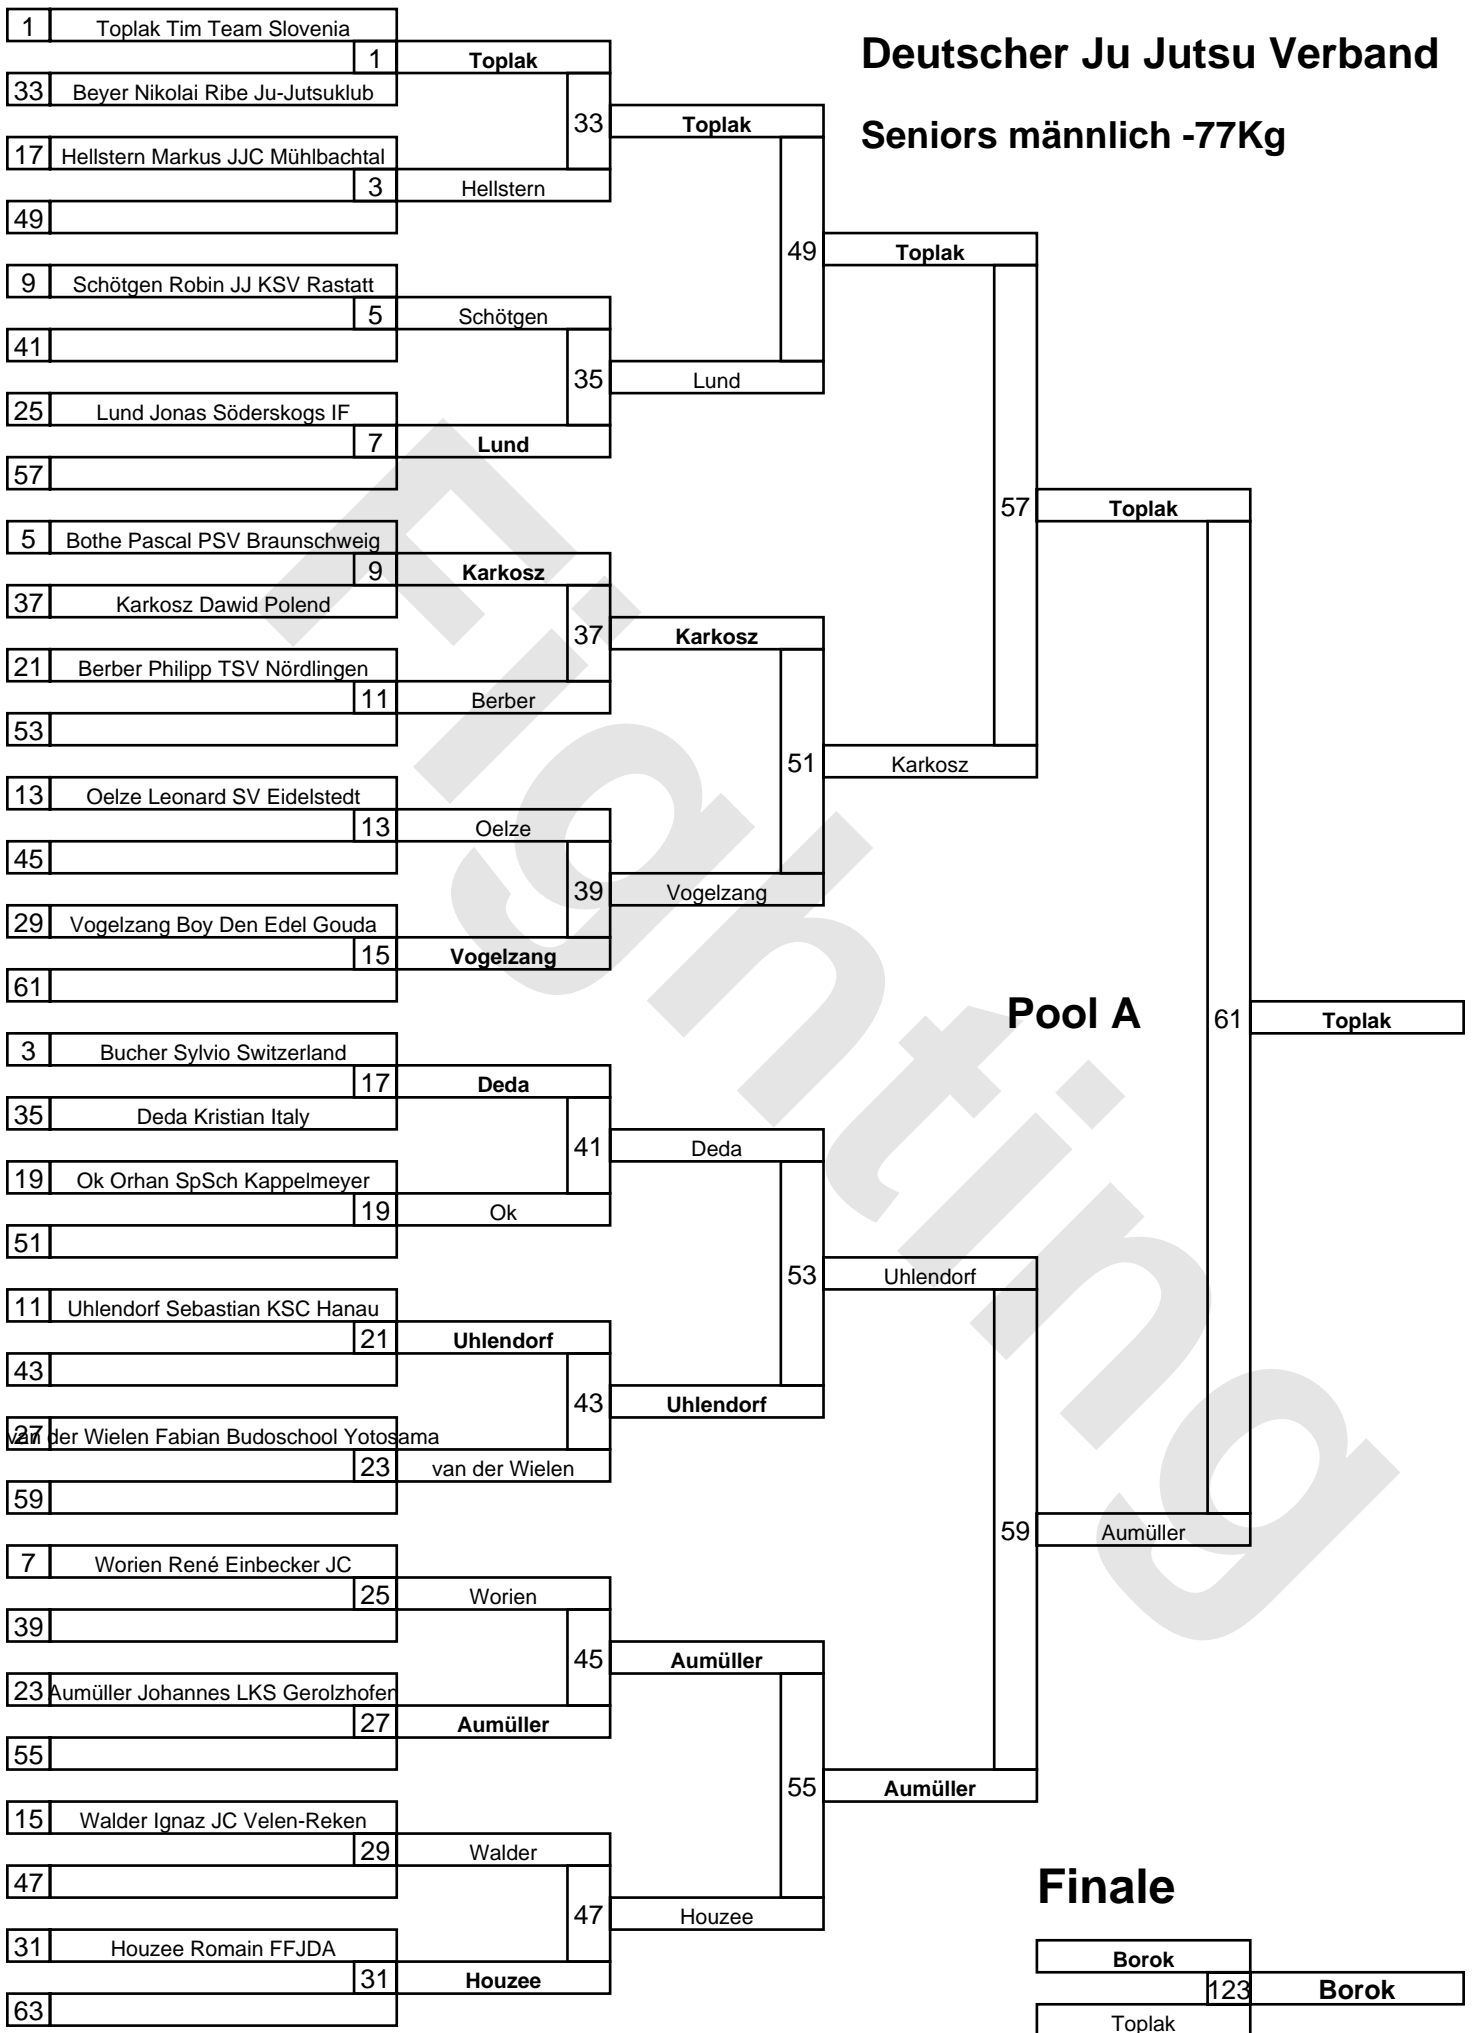 Deutscher Ju Jutsu Verband
Seniors männlich -77Kg
1 Toplak Tim Team Slovenia
1 Toplak
33 Beyer Nikolai Ribe Ju-Jutsuklub
33 Toplak
17 Hellstern Markus JJC Mühlbachtal
3 Hellstern
49
49 Toplak
9 Schötgen Robin JJ KSV Rastatt
5 Schötgen
41
35 Lund
25 Lund Jonas Söderskogs IF
7 Lund
57
57 Toplak
5 Bothe Pascal PSV Braunschweig
9 Karkosz
37 Karkosz Dawid Polend
37 Karkosz
21 Berber Philipp TSV Nördlingen
11 Berber
53
51 Karkosz
13 Oelze Leonard SV Eidelstedt
13 Oelze
45
39 Vogelzang
29 Vogelzang Boy Den Edel Gouda
15 Vogelzang
61
Pool A
61 Toplak
3 Bucher Sylvio Switzerland
17 Deda
35 Deda Kristian Italy
41 Deda
19 Ok Orhan SpSch Kappelmeyer
19 Ok
51
53 Uhlendorf
11 Uhlendorf Sebastian KSC Hanau
21 Uhlendorf
43
43 Uhlendorf
27 van der Wielen Fabian Budoschool Yotosama
23 van der Wielen
59
59 Aumüller
7 Worien René Einbecker JC
25 Worien
39
45 Aumüller
23 Aumüller Johannes LKS Gerolzhofen
27 Aumüller
55
55 Aumüller
15 Walder Ignaz JC Velen-Reken
29 Walder
47
47 Houzee
31 Houzee Romain FFJDA
31 Houzee
63
Finale
Borok
123 Borok
Toplak
Fighting